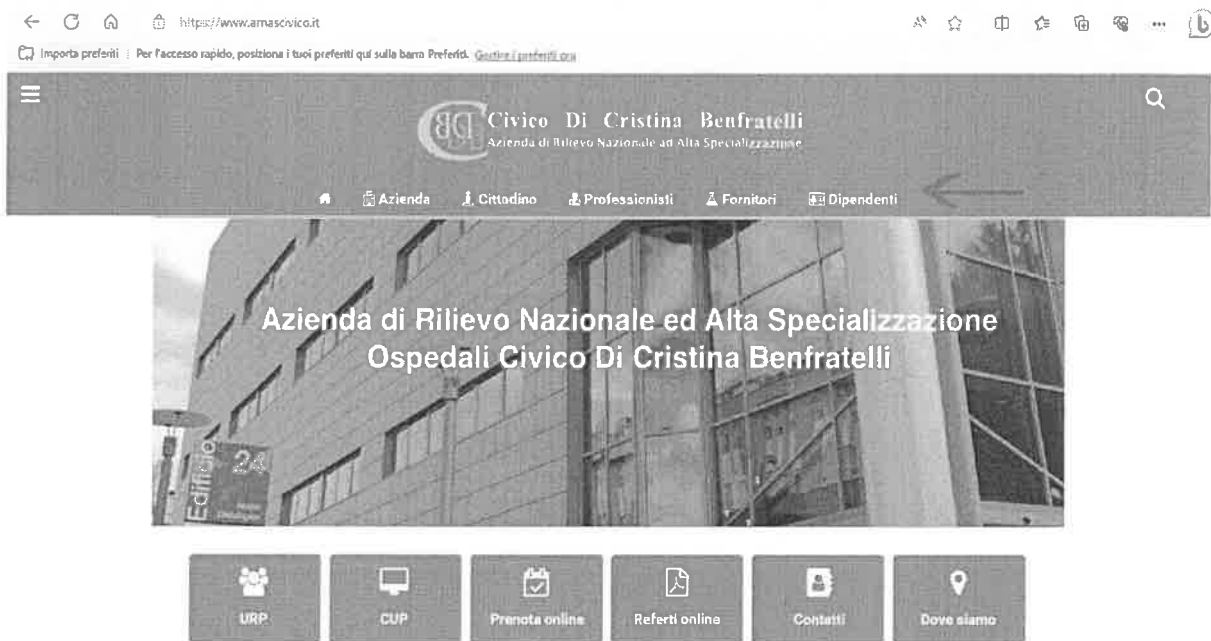 https://www.arnascivico.it
Importa preferiti Per l'accesso rapido, posiziona i tuoi preferiti qui sulla barra Preferiti. Gestire i preferiti ora
Civico Di Cristina Benfratelli
Azienda di Rilievo Nazionale ad Alta Specializzazione
Azienda Cittadino Professionisti Fornitori Dipendenti
Azienda di Rilievo Nazionale ed Alta Specializzazione
Ospedali Civico Di Cristina Benfratelli
Edificio 24
URP CUP Prenota online Referti online Contatti Dove siamo